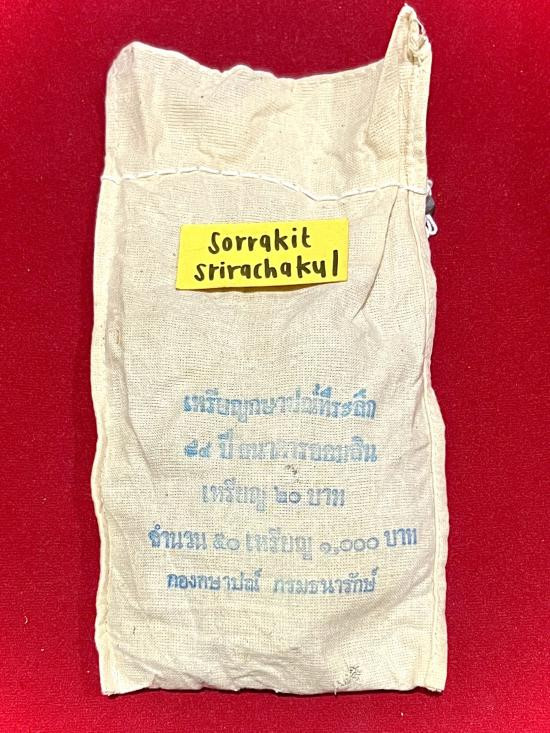 sorrakit
srirachakul
เหรียญกษาปณ์ที่ระลึก
๘๔ ปี ธนาคารออมสิน
เหรียญ ๒๐ บาท
จำนวน ๕๐ เหรียญ ๑,๐๐๐ บาท
กองกษาปณ์ กรมธนารักษ์